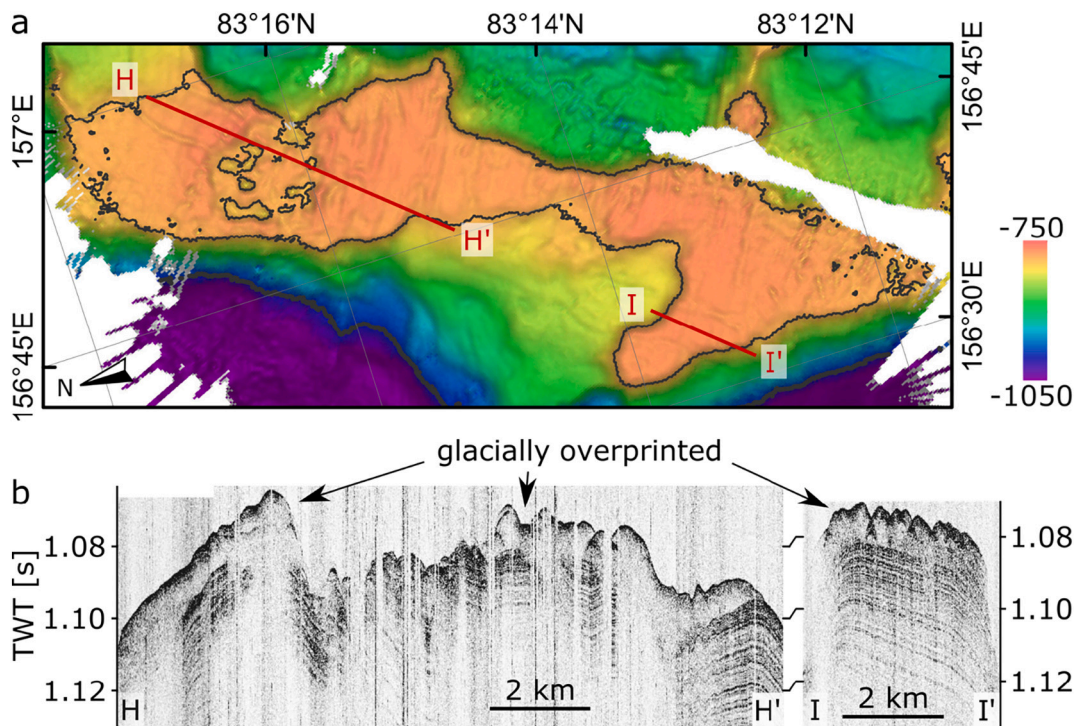 a
83°16'N 83°14'N 83°12'N
157°E
156°45'E
156°45'E
156°30'E
H
H'
I
I'
N
-750
-1050
glacially overprinted
b
TWT [s]
1.08
1.10
1.12
1.08
1.10
1.12
H
2 km
H'
I
2 km
I'